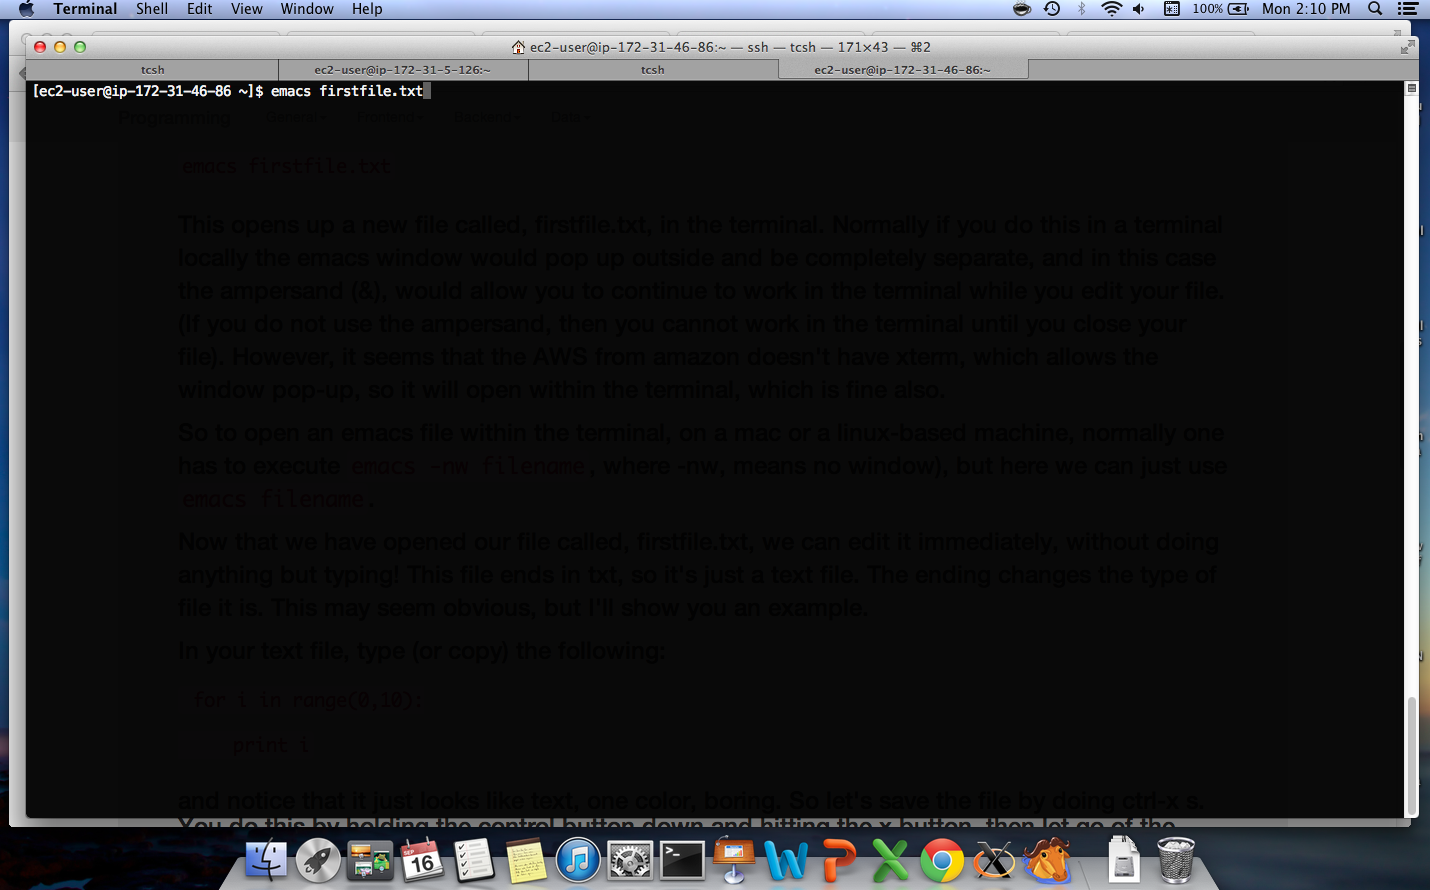 Terminal Shell Edit View Window Help 100% Mon 2:10 PM
ec2-user@ip-172-31-46-86:~ — ssh — tcsh — 171×43 — ⌘2
tcsh ec2-user@ip-172-31-5-126:~ tcsh ec2-user@ip-172-31-46-86:~
[ec2-user@ip-172-31-46-86 ~]$ emacs firstfile.txt
Programming General Frontend Backend Data
emacs firstfile.txt
This opens up a new file called, firstfile.txt, in the terminal. Normally if you do this in a terminal
locally the emacs window would pop up outside and be completely separate, and in this case
the ampersand (&), would allow you to continue to work in the terminal while you edit your file.
(If you do not use the ampersand, then you cannot work in the terminal until you close your
file). However, it seems that the AWS from amazon doesn't have xterm, which allows the
window pop-up, so it will open within the terminal, which is fine also.
So to open an emacs file within the terminal, on a mac or a linux-based machine, normally one
has to execute emacs -nw filename, where -nw, means no window), but here we can just use
emacs filename.
Now that we have opened our file called, firstfile.txt, we can edit it immediately, without doing
anything but typing! This file ends in txt, so it's just a text file. The ending changes the type of
file it is. This may seem obvious, but I'll show you an example.
In your text file, type (or copy) the following:
for i in range(0,10):
print i
and notice that it just looks like text, one color, boring. So let's save the file by doing ctrl-x s.
You do this by holding the control button down and hitting the x button, then let go of the
SEP
16